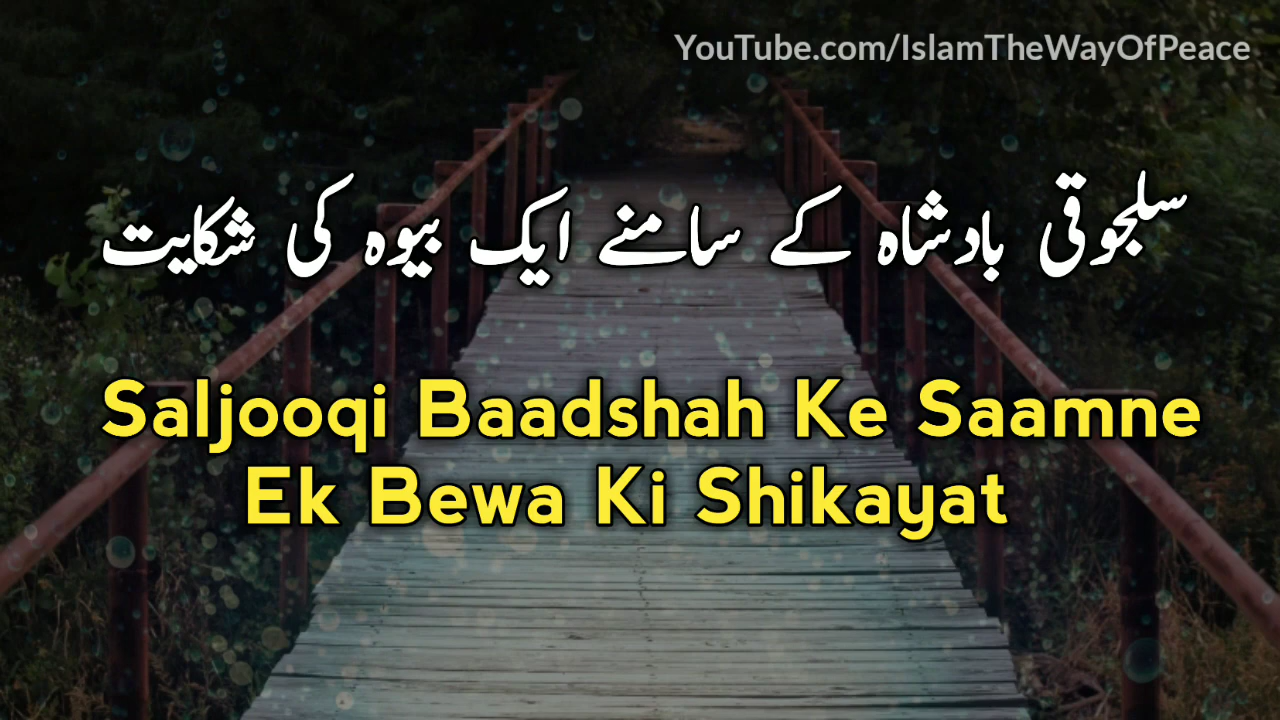 YouTube.com/IslamTheWayOfPeace
سلجوقی بادشاہ کے سامنے ایک بیوہ کی شکایت
Saljooqi Baadshah Ke Saamne
Ek Bewa Ki Shikayat